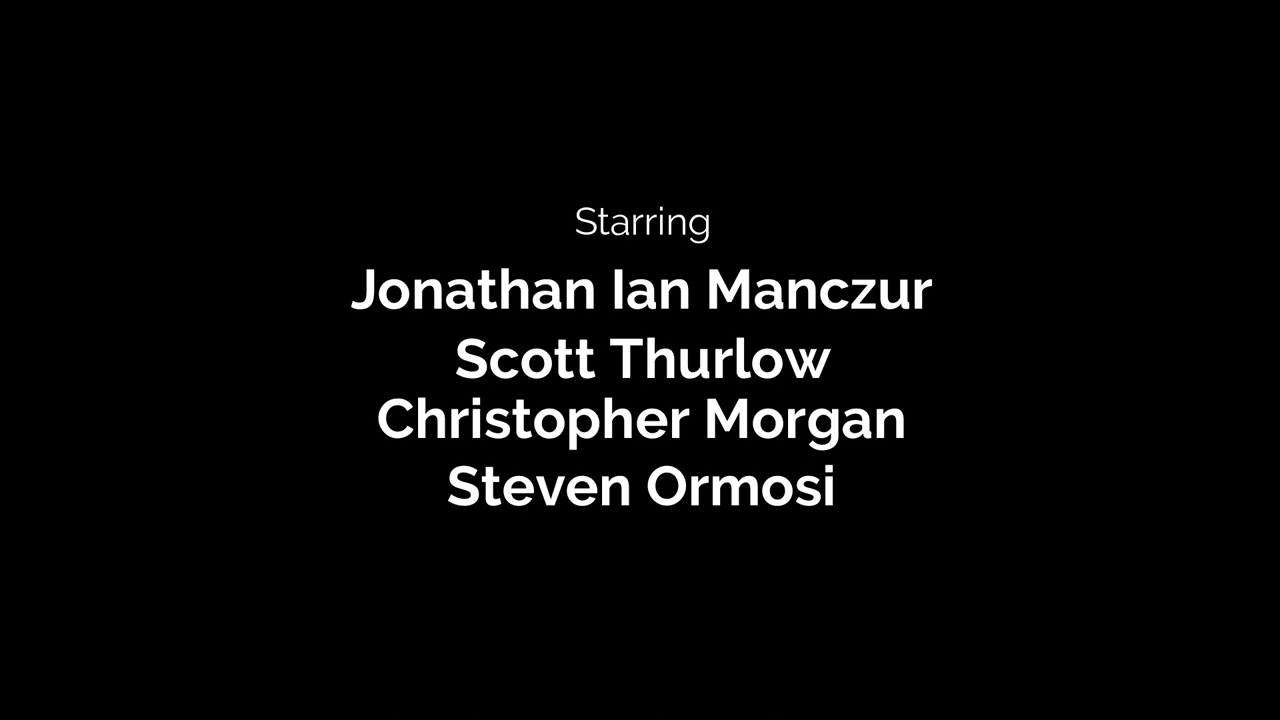 Starring
Jonathan Ian Manczur
Scott Thurlow
Christopher Morgan
Steven Ormosi